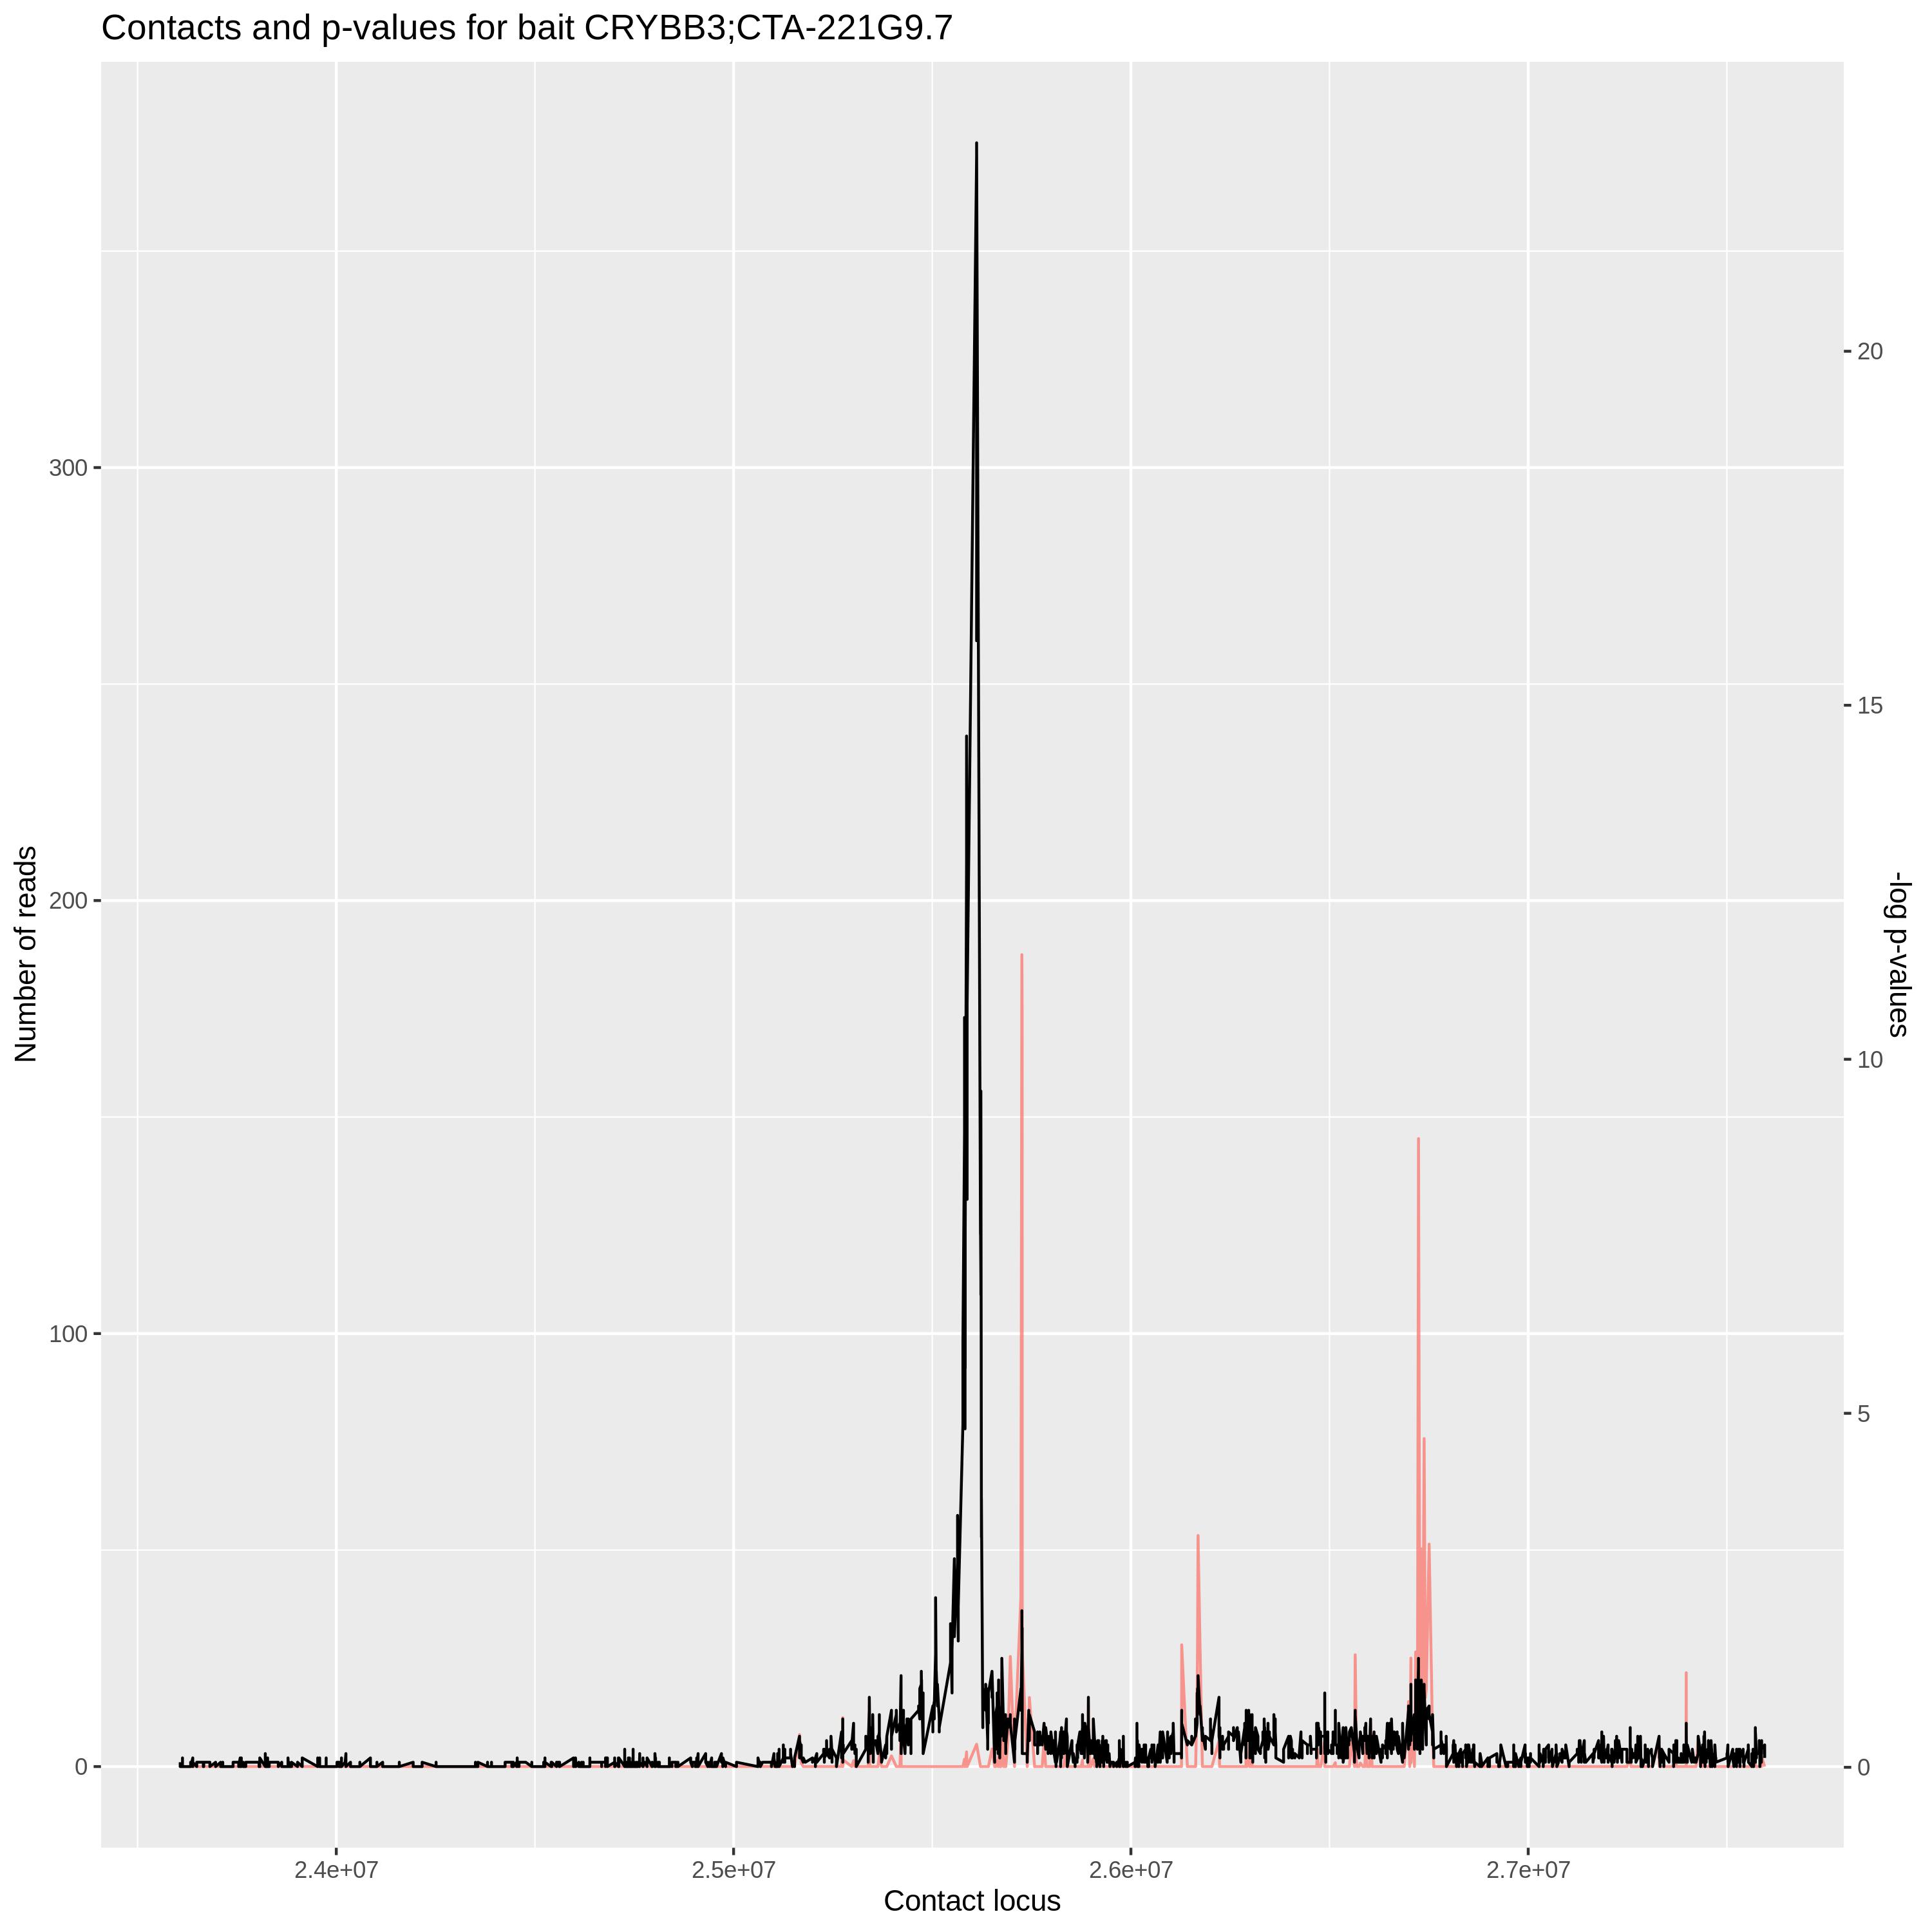 Contacts and p-values for bait CRYBB3;CTA-221G9.7
Number of reads
300
200
100
0
20
15
10
5
0
-log p-values
2.4e+07
2.5e+07
2.6e+07
2.7e+07
Contact locus